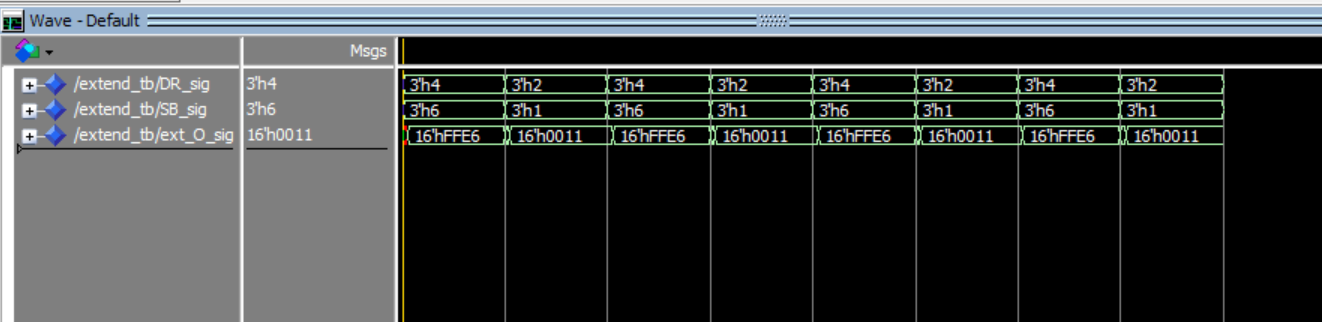 Wave - Default
Msgs
/extend_tb/DR_sig 3'h4 3'h4 3'h2 3'h4 3'h2 3'h4 3'h2 3'h4 3'h2
/extend_tb/SB_sig 3'h6 3'h6 3'h1 3'h6 3'h1 3'h6 3'h1 3'h6 3'h1
/extend_tb/ext_O_sig 16'h0011 16'hFFE6 16'h0011 16'hFFE6 16'h0011 16'hFFE6 16'h0011 16'hFFE6 16'h0011